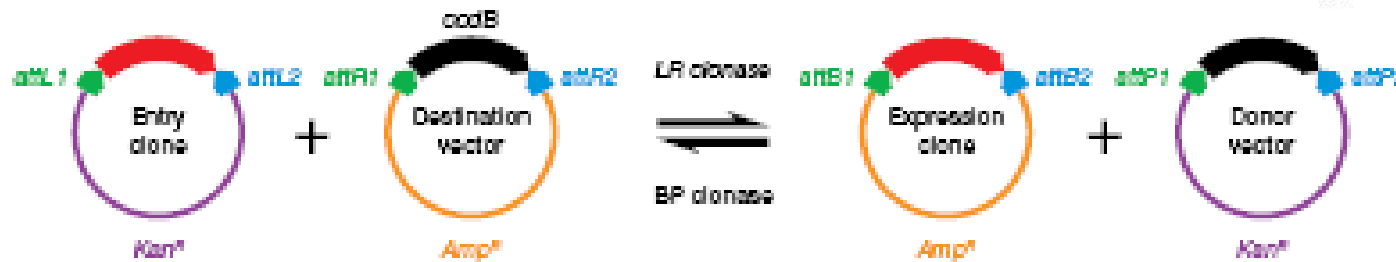 ccdB
attL1 attL2 attR1 attR2 LR clonase attB1 attB2 attP1 attP2
Entry clone
+
Destination vector
Expression clone
+
Donor vector
BP clonase
Kanᴿ Ampᴿ Ampᴿ Kanᴿ